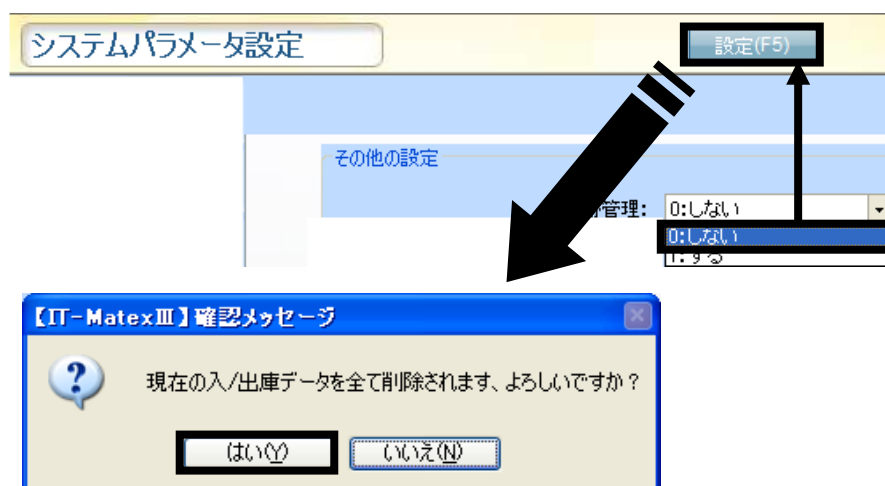 システムパラメータ設定
設定(F5)
その他の設定
管理:
0:しない
0:しない
1:する
【IT-MatexⅢ】確認メッセージ
現在の入/出庫データを全て削除されます、よろしいですか?
はい(Y)
いいえ(N)